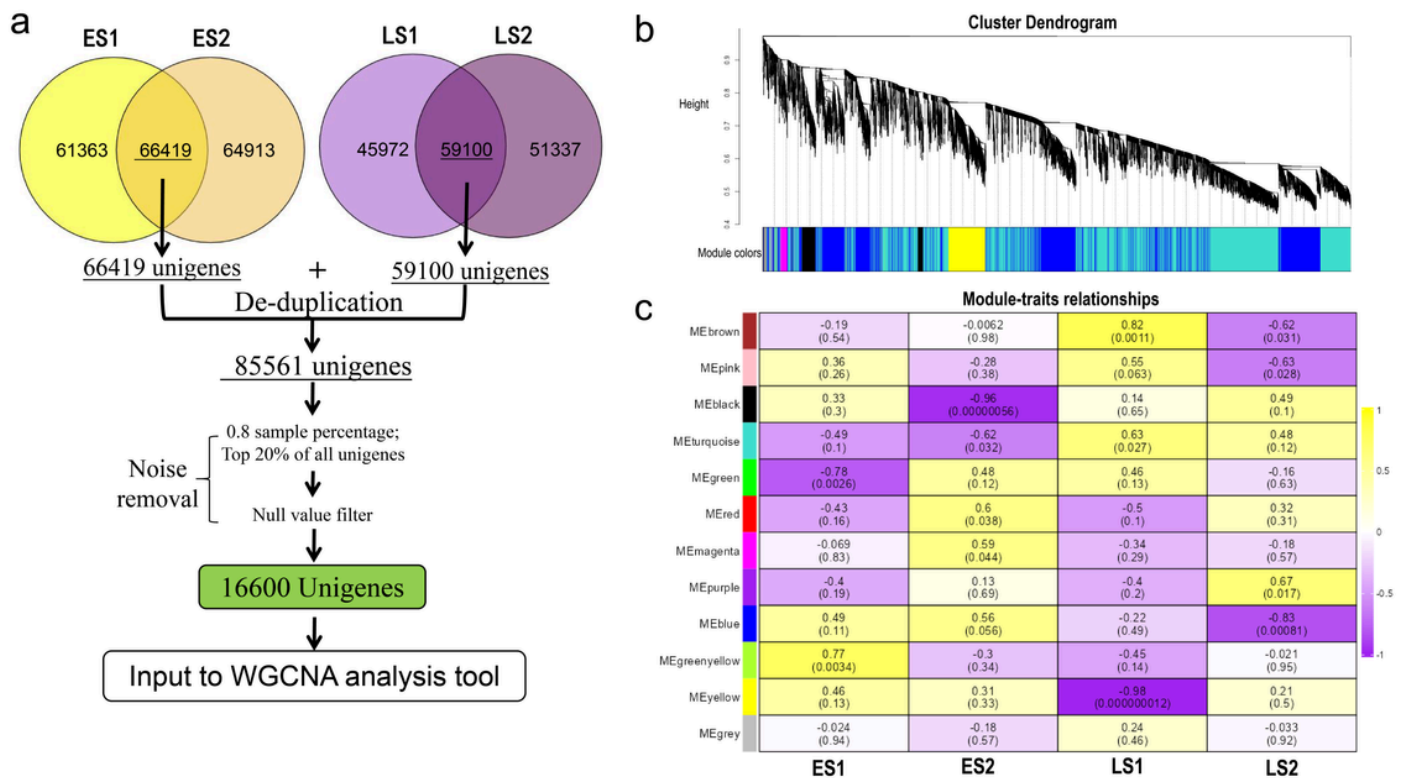 a
ES1 ES2 LS1 LS2
61363 66419 64913 45972 59100 51337
66419 unigenes + 59100 unigenes
De-duplication
85561 unigenes
Noise removal
0.8 sample percentage;
Top 20% of all unigenes
Null value filter
16600 Unigenes
Input to WGCNA analysis tool
b
Cluster Dendrogram
Height
0.9
0.8
0.7
0.6
0.5
0.4
Module colors
c
Module-traits relationships
MEbrown -0.19 -0.0062 0.82 -0.62
(0.54) (0.98) (0.0011) (0.031)
MEpink 0.36 -0.28 0.55 -0.63
(0.26) (0.38) (0.063) (0.028)
MEblack 0.33 -0.96 0.14 0.49
(0.3) (0.00000056) (0.65) (0.1)
MEturquoise -0.49 -0.62 0.63 0.48
(0.1) (0.032) (0.027) (0.12)
MEgreen -0.78 0.48 0.46 -0.16
(0.0026) (0.12) (0.13) (0.63)
MEred -0.43 0.6 -0.5 0.32
(0.16) (0.038) (0.1) (0.31)
MEmagenta -0.069 0.59 -0.34 -0.18
(0.83) (0.044) (0.29) (0.57)
MEpurple -0.4 0.13 -0.4 0.67
(0.19) (0.69) (0.2) (0.017)
MEblue 0.49 0.56 -0.22 -0.83
(0.11) (0.056) (0.49) (0.00081)
MEgreenyellow 0.77 -0.3 -0.45 -0.021
(0.0034) (0.34) (0.14) (0.95)
MEyellow 0.46 0.31 -0.98 0.21
(0.13) (0.33) (0.000000012) (0.5)
MEgrey -0.024 -0.18 0.24 -0.033
(0.94) (0.57) (0.46) (0.92)
ES1 ES2 LS1 LS2
1
0.5
0
-0.5
-1